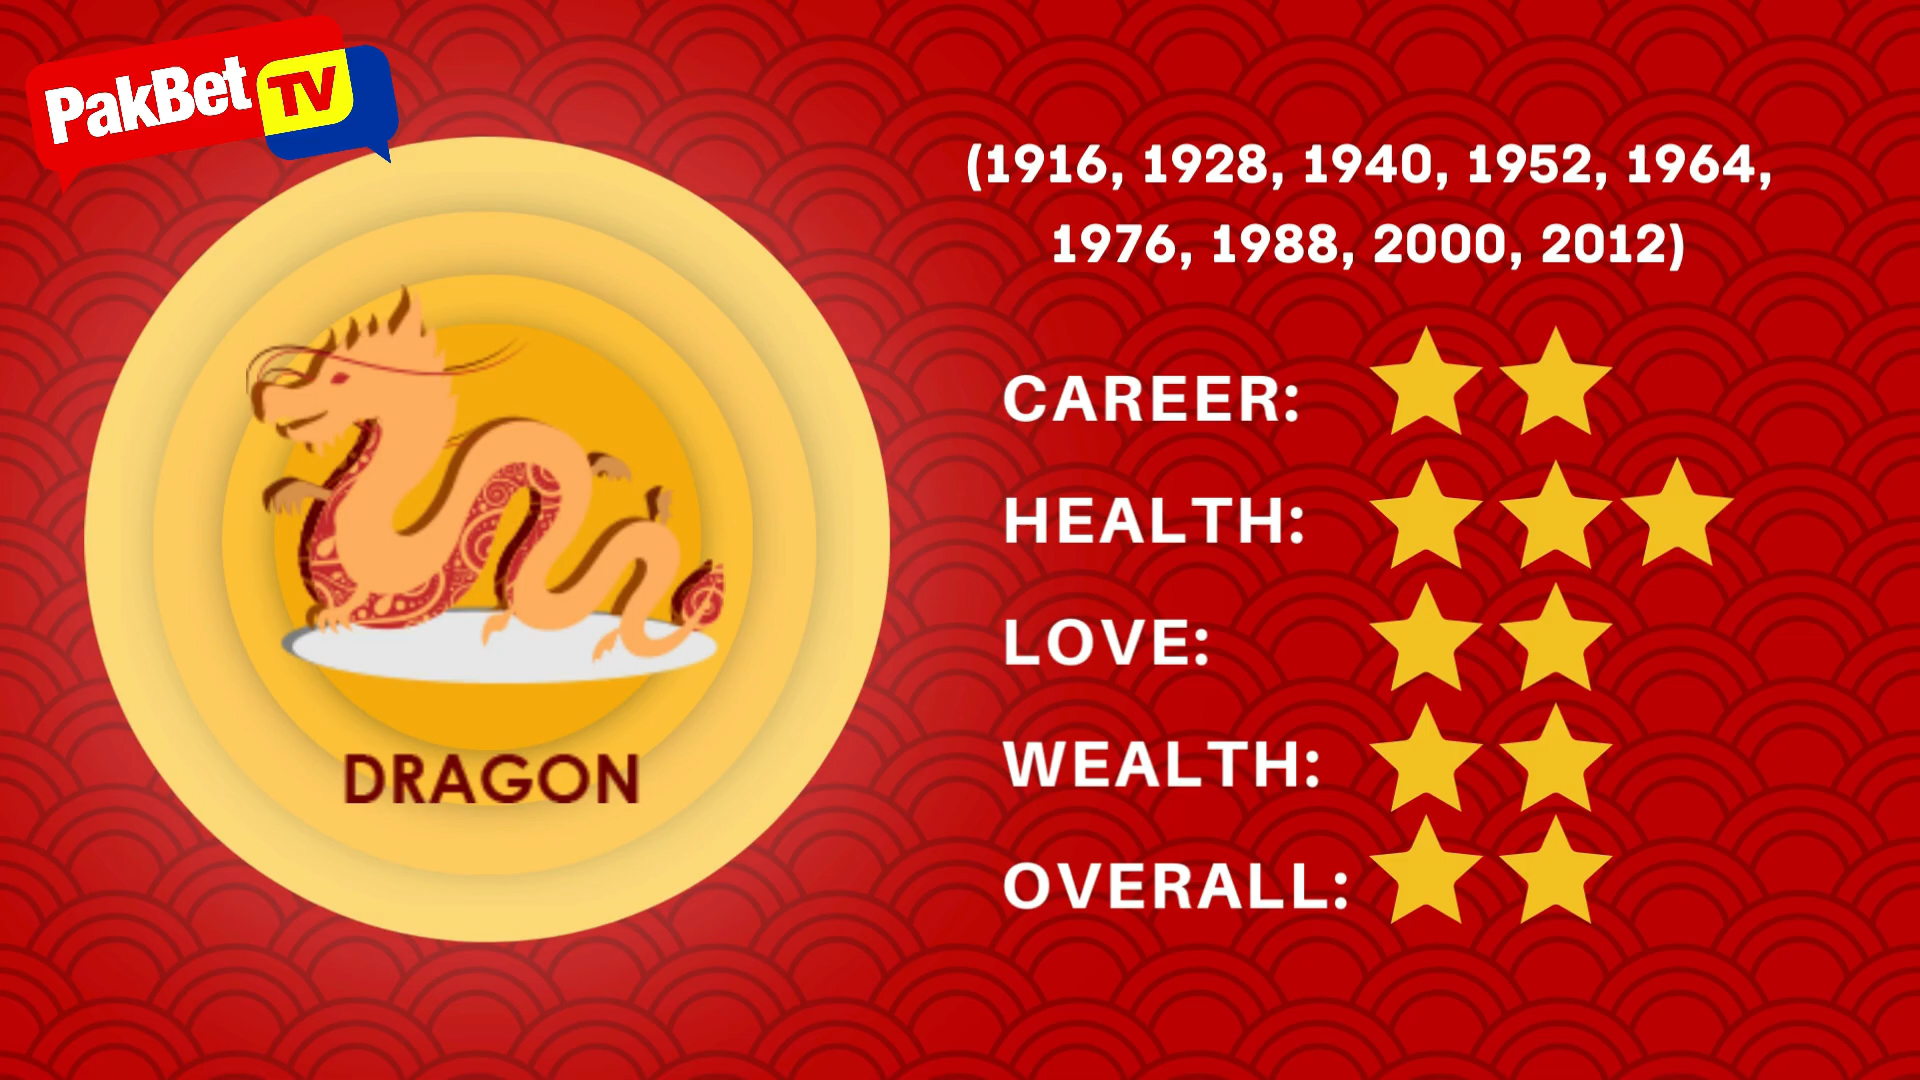 PakBet TV
(1916, 1928, 1940, 1952, 1964,
1976, 1988, 2000, 2012)
CAREER:
HEALTH:
LOVE:
WEALTH:
OVERALL:
DRAGON